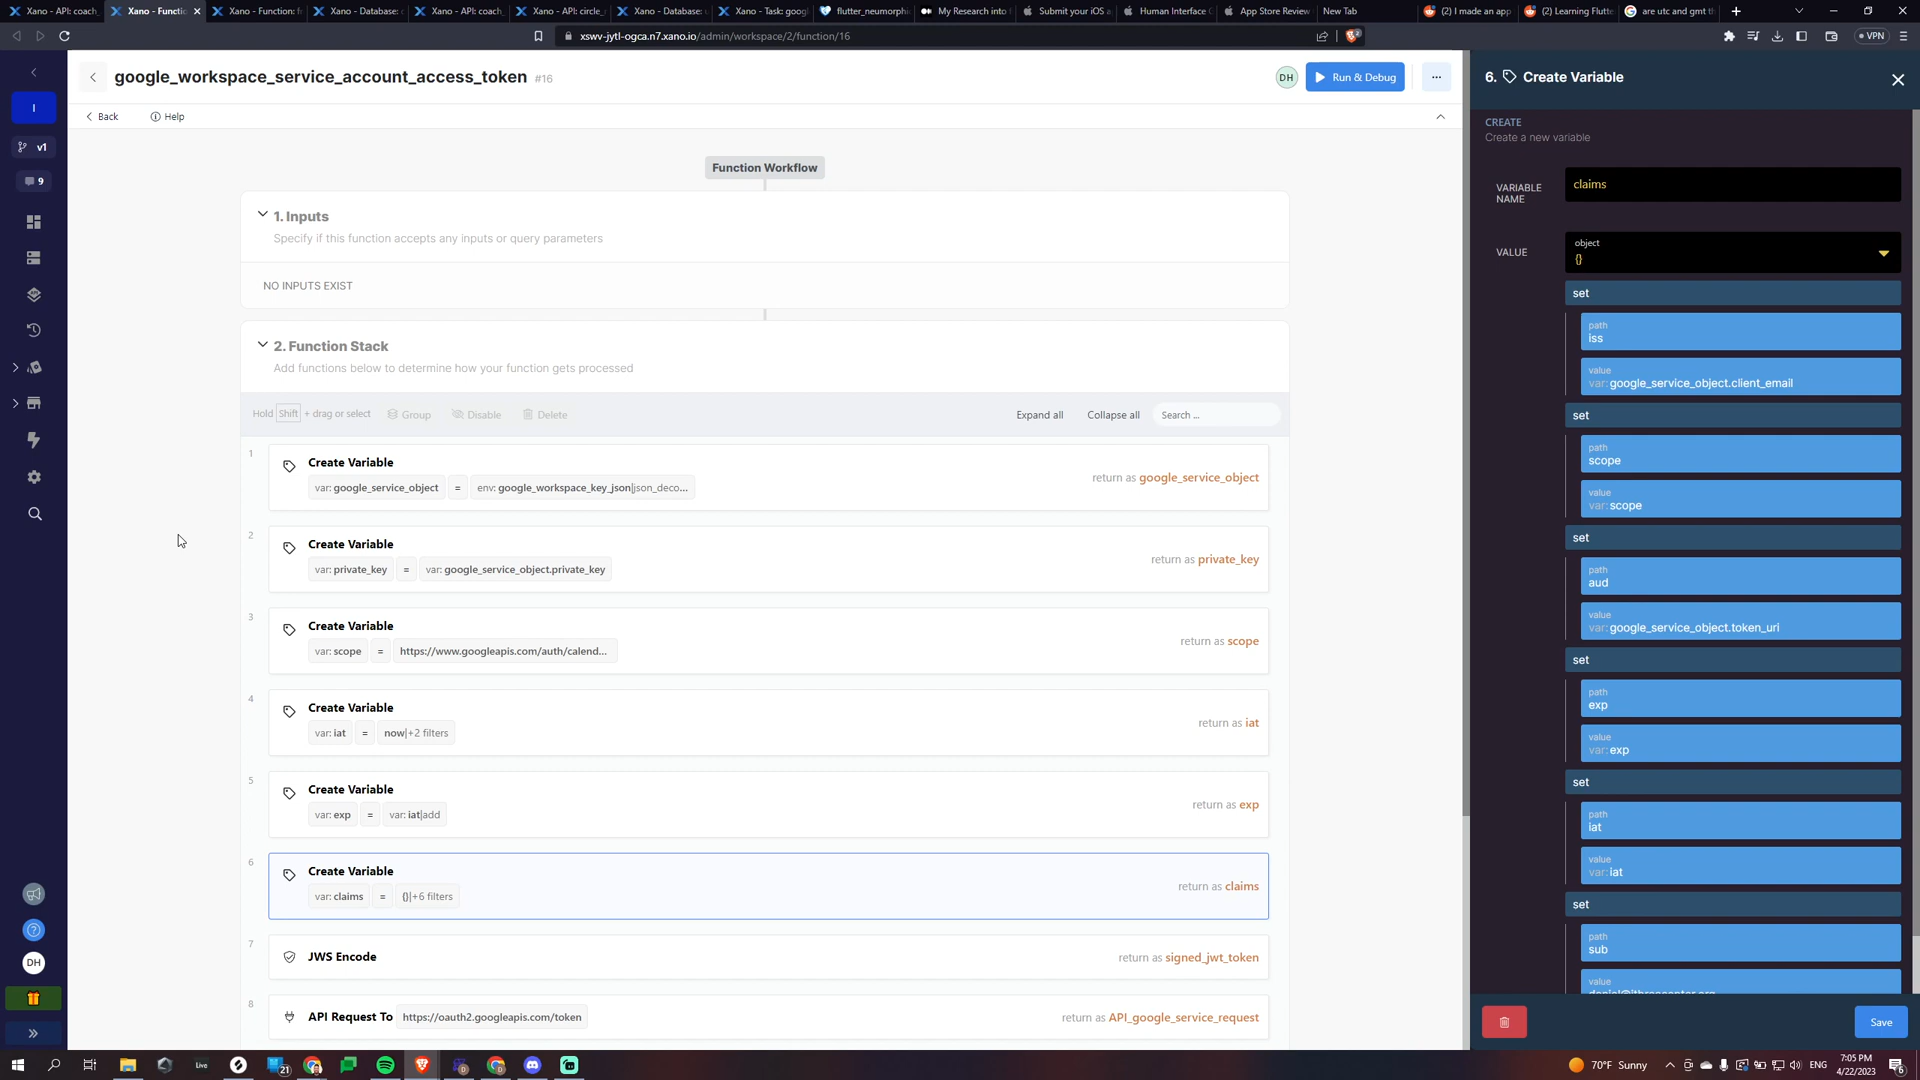 Xano - API: coach_
Xano - Functio
Xano - Function: f
Xano - Database: c
Xano - API: coach_
Xano - API: circle_
Xano - Database: u
Xano - Task: googl
flutter_neumorphi
My Research into
Submit your iOS a
Human Interface G
App Store Review
New Tab
(2) I made an app
(2) Learning Flutte
are utc and gmt th
xswv-jytl-ogca.n7.xano.io/admin/workspace/2/function/16
VPN
I
v1
9
DH
google_workspace_service_account_access_token #16
DH
Run & Debug
Back
Help
Function Workflow
1. Inputs
Specify if this function accepts any inputs or query parameters
NO INPUTS EXIST
2. Function Stack
Add functions below to determine how your function gets processed
Hold Shift + drag or select
Group
Disable
Delete
Expand all
Collapse all
Search ...
1
Create Variable
var: google_service_object = env: google_workspace_key_json|json_deco...
return as google_service_object
2
Create Variable
var: private_key = var: google_service_object.private_key
return as private_key
3
Create Variable
var: scope = https://www.googleapis.com/auth/calend...
return as scope
4
Create Variable
var: iat = now|+2 filters
return as iat
5
Create Variable
var: exp = var: iat|add
return as exp
6
Create Variable
var: claims = {}|+6 filters
return as claims
7
JWS Encode
return as signed_jwt_token
8
API Request To https://oauth2.googleapis.com/token
return as API_google_service_request
6. Create Variable
CREATE
Create a new variable
VARIABLE
NAME
claims
VALUE
object
{}
set
path
iss
value
var: google_service_object.client_email
set
path
scope
value
var: scope
set
path
aud
value
var: google_service_object.token_uri
set
path
exp
value
var: exp
set
path
iat
value
var: iat
set
path
sub
value
Save
Live
21
70°F Sunny
ENG
7:05 PM
4/22/2023
6